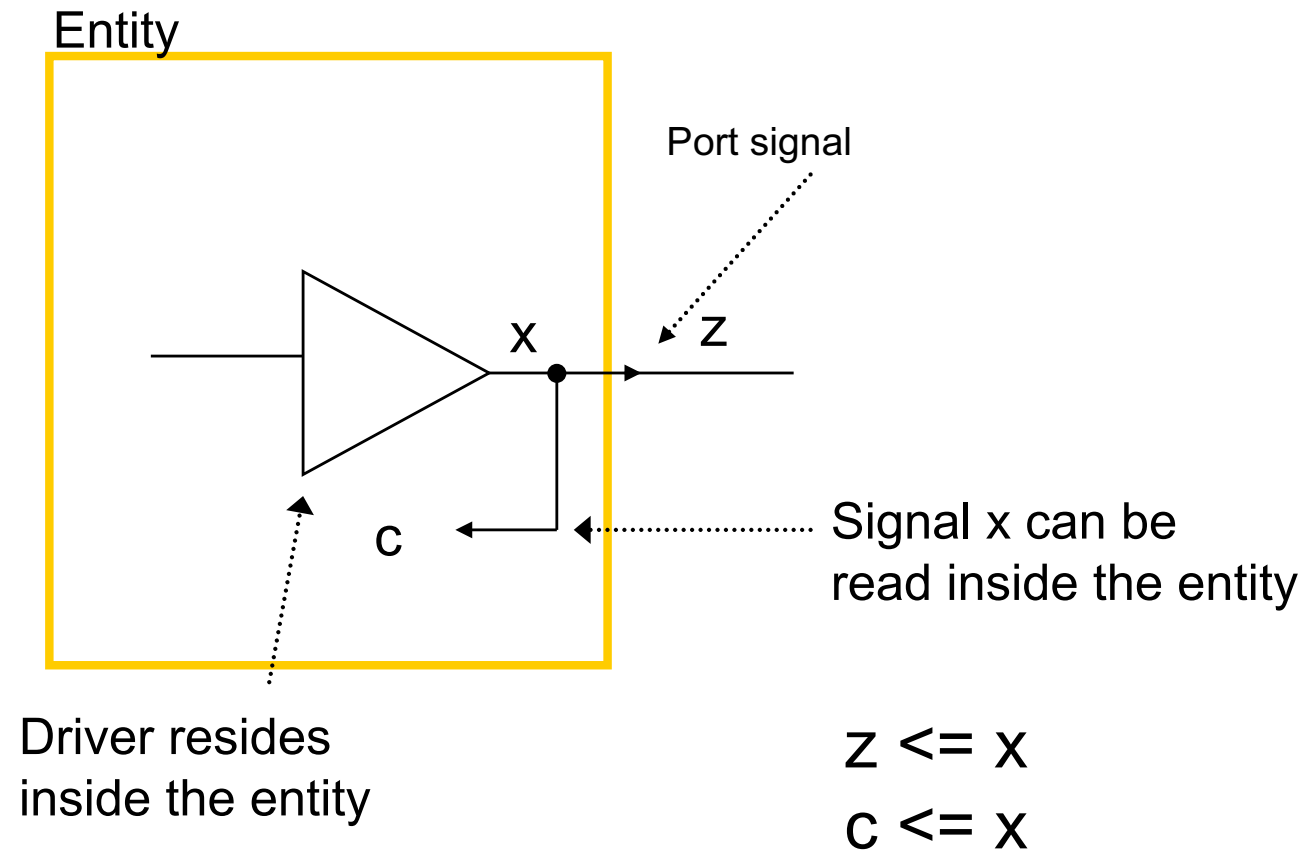 Entity
Port signal
x
z
c
Signal x can be
read inside the entity
Driver resides
inside the entity
z <= x
c <= x